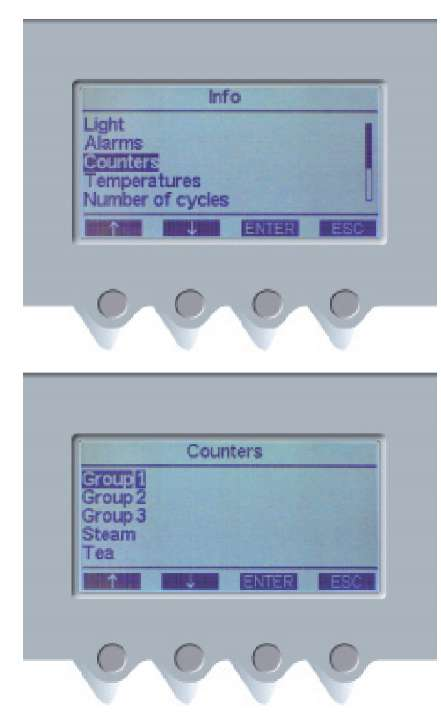 Info
Light
Alarms
Counters
Temperatures
Number of cycles
↑ ↓ ENTER ESC
Counters
Group 1
Group 2
Group 3
Steam
Tea
↑ ↓ ENTER ESC